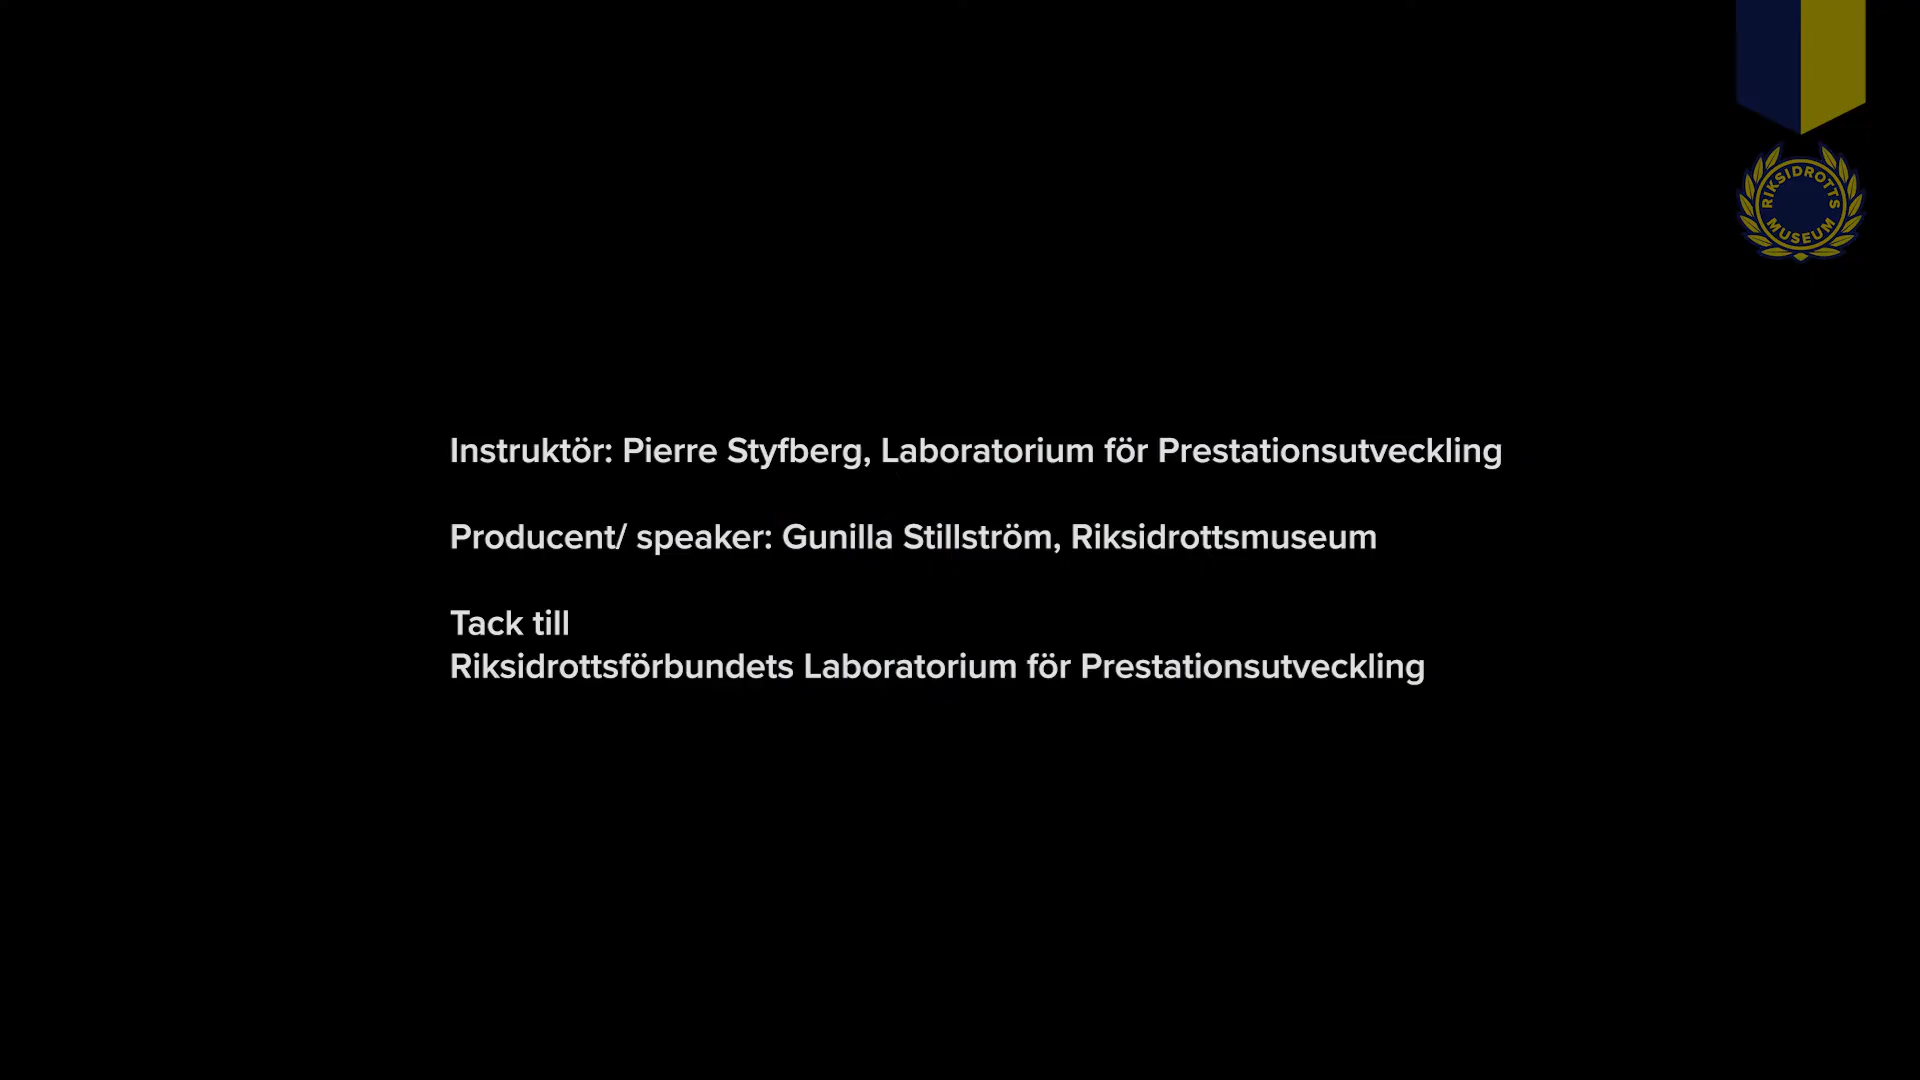 RIKSIDROTTS
MUSEUM
Instruktör: Pierre Styfberg, Laboratorium för Prestationsutveckling
Producent/ speaker: Gunilla Stillström, Riksidrottsmuseum
Tack till
Riksidrottsförbundets Laboratorium för Prestationsutveckling